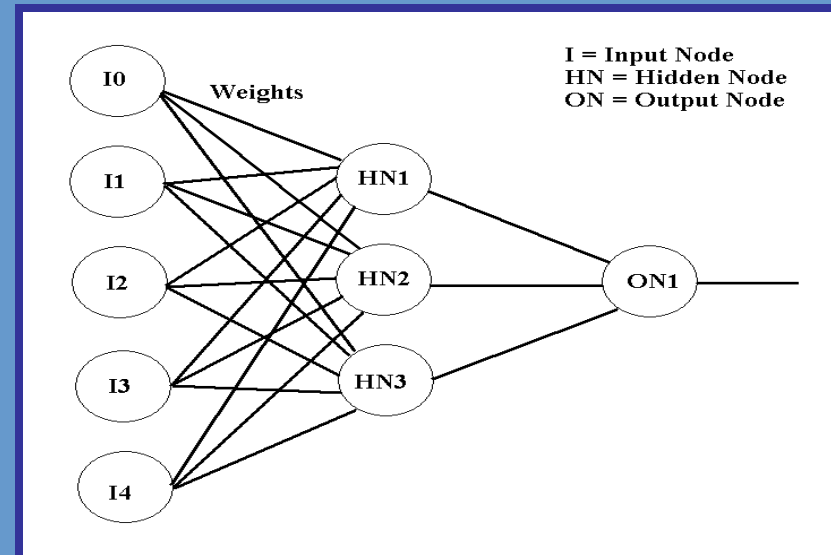 I = Input Node
HN = Hidden Node
ON = Output Node
Weights
I0
I1
I2
I3
I4
HN1
HN2
HN3
ON1